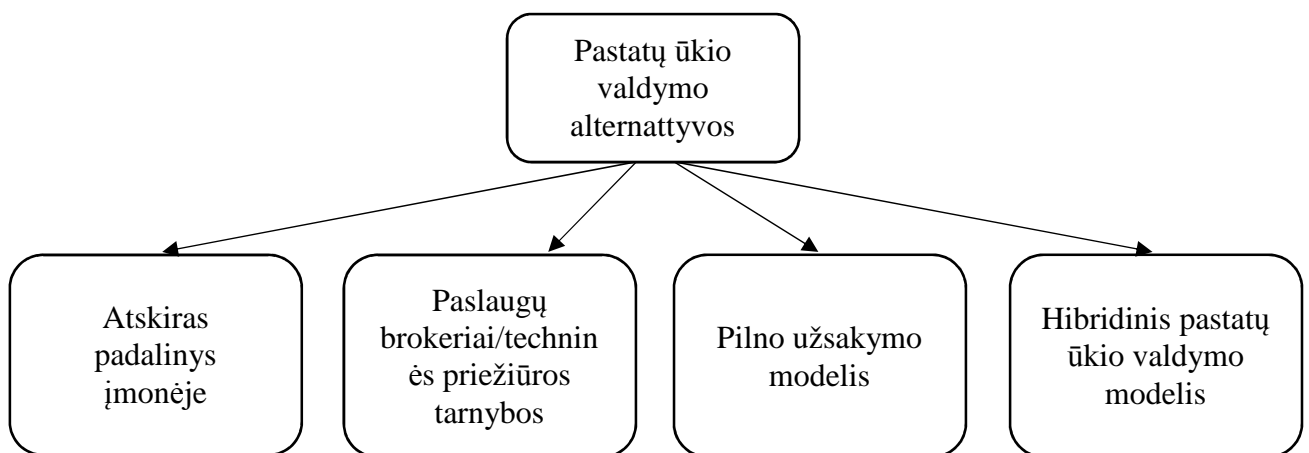 Pastatų ūkio
valdymo
alternattyvos
Atskiras
padalinys
įmonėje
Paslaugų
brokeriai/technin
ės priežiūros
tarnybos
Pilno užsakymo
modelis
Hibridinis pastatų
ūkio valdymo
modelis